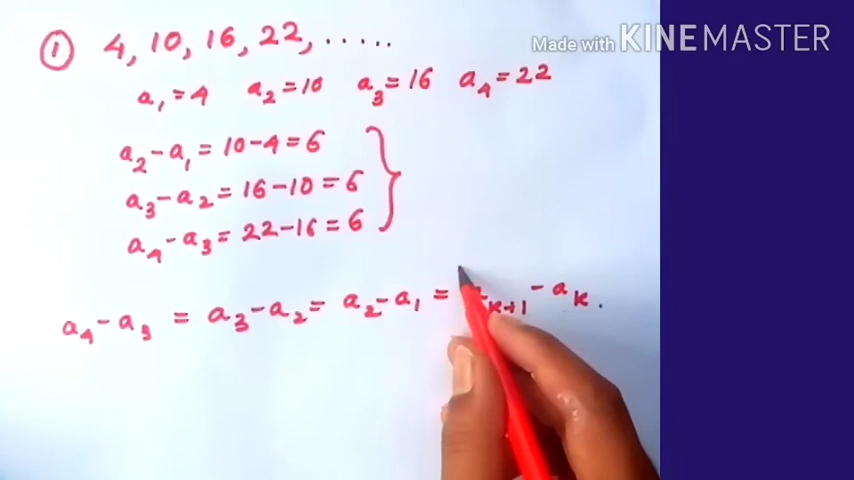 ① 4, 10, 16, 22, .....
Made with KINEMASTER
a₁ = 4 a₂ = 10 a₃ = 16 a₄ = 22
a₂ - a₁ = 10 - 4 = 6
a₃ - a₂ = 16 - 10 = 6
a₄ - a₃ = 22 - 16 = 6
a₄ - a₃ = a₃ - a₂ = a₂ - a₁ = ₖ₊₁ - aₖ.